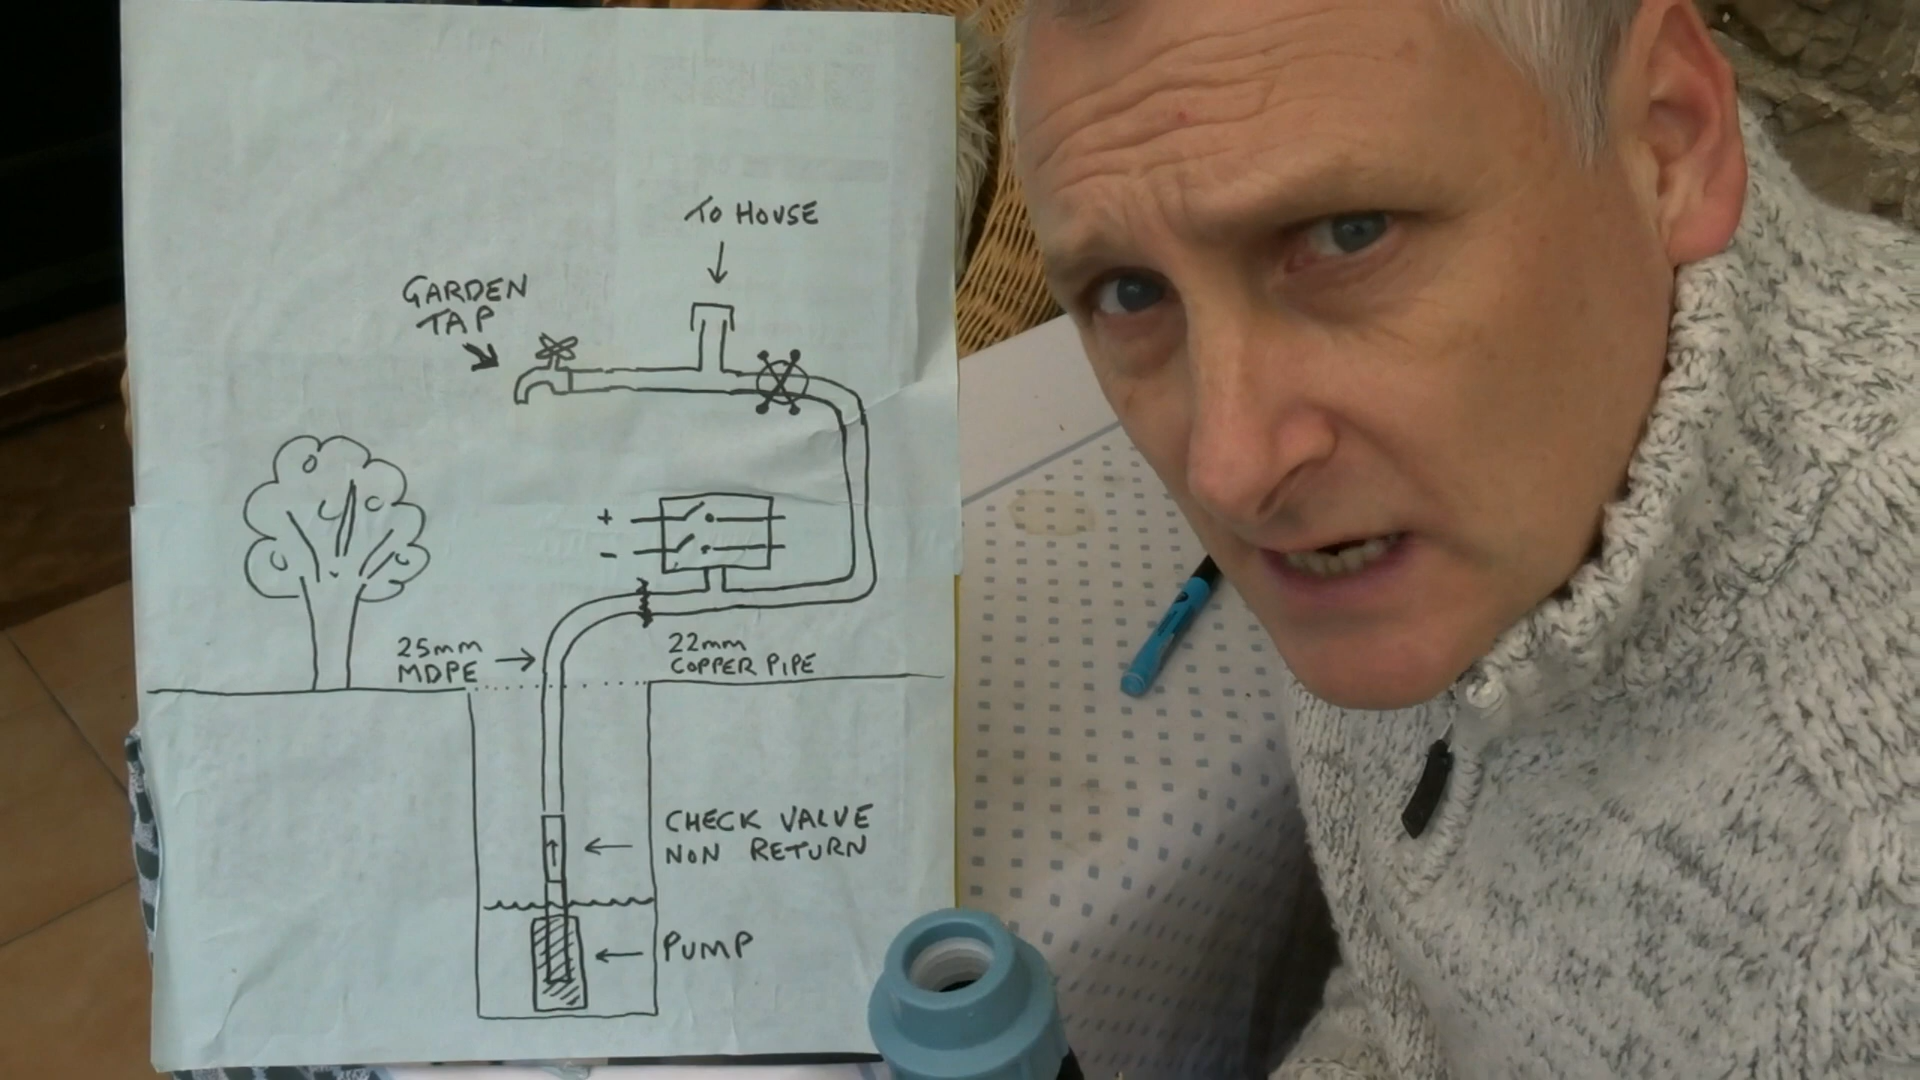 TO HOUSE
GARDEN
TAP
+
-
25mm
MDPE
22mm
COPPER PIPE
CHECK VALVE
NON RETURN
PUMP